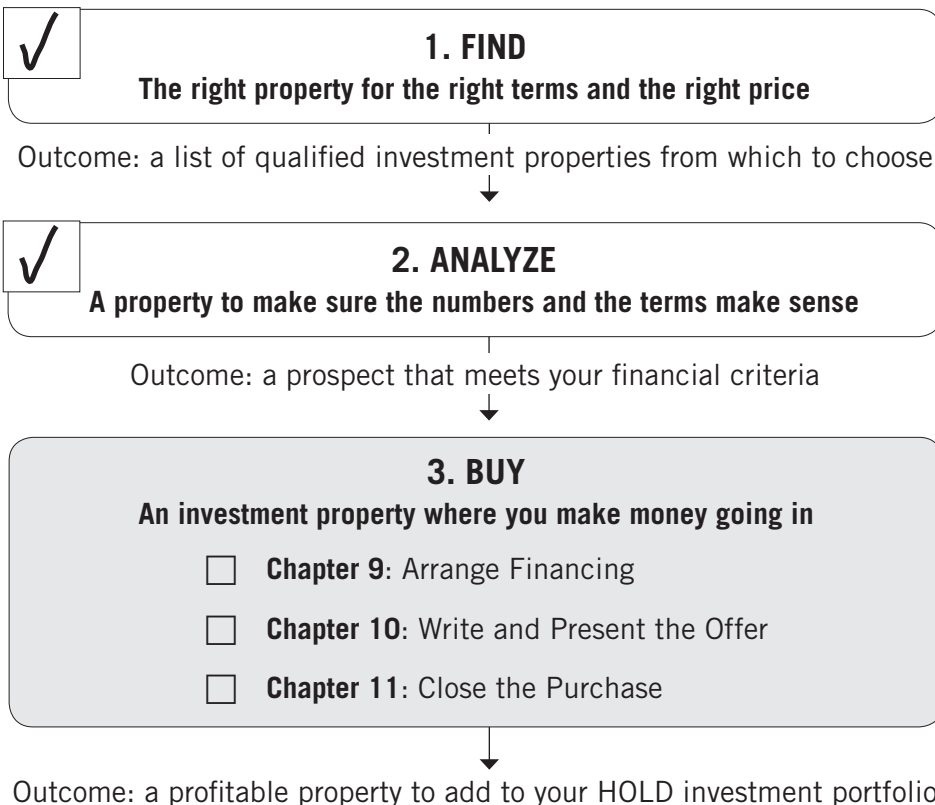 1. FIND
The right property for the right terms and the right price
Outcome: a list of qualified investment properties from which to choose
2. ANALYZE
A property to make sure the numbers and the terms make sense
Outcome: a prospect that meets your financial criteria
3. BUY
An investment property where you make money going in
Chapter 9: Arrange Financing
Chapter 10: Write and Present the Offer
Chapter 11: Close the Purchase
Outcome: a profitable property to add to your HOLD investment portfolio